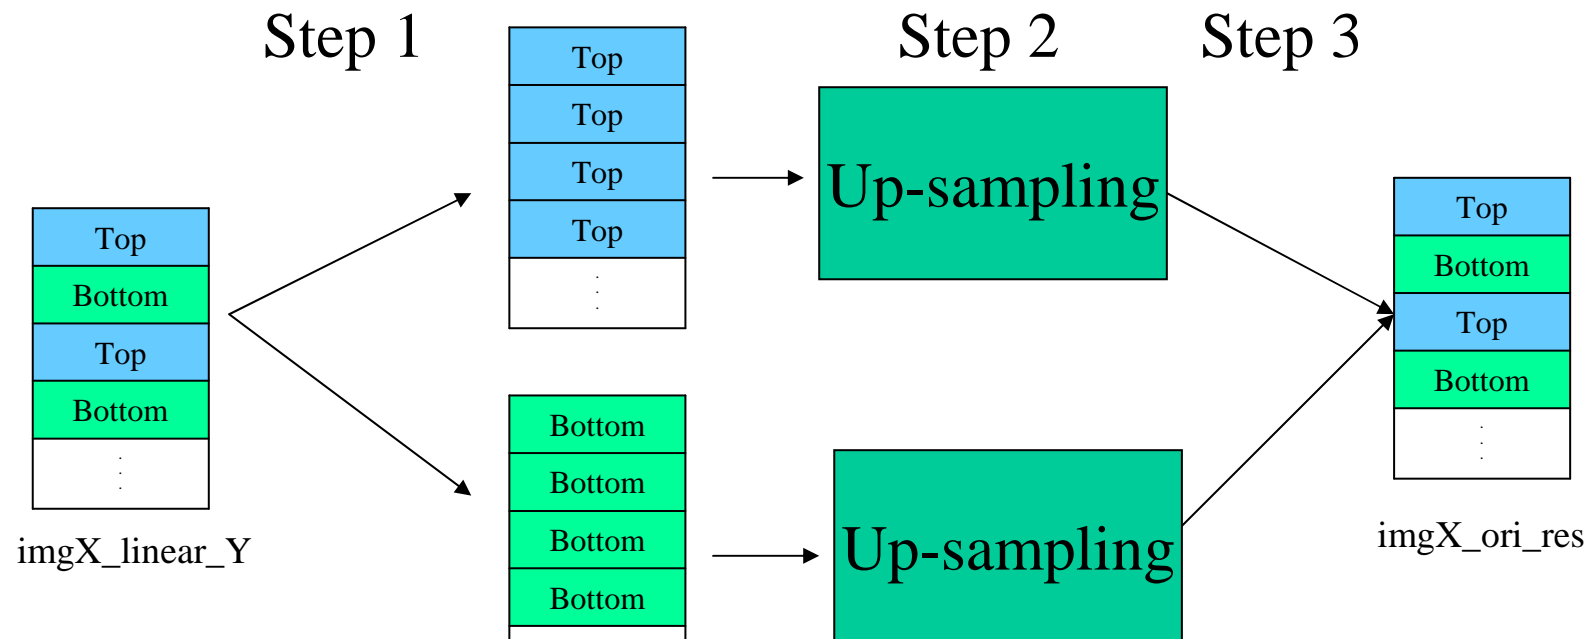 Step 1
Step 2
Step 3
Top
Bottom
Top
Bottom
imgX_linear_Y
Top
Top
Top
Top
Bottom
Bottom
Bottom
Bottom
Up-sampling
Up-sampling
Top
Bottom
Top
Bottom
imgX_ori_res